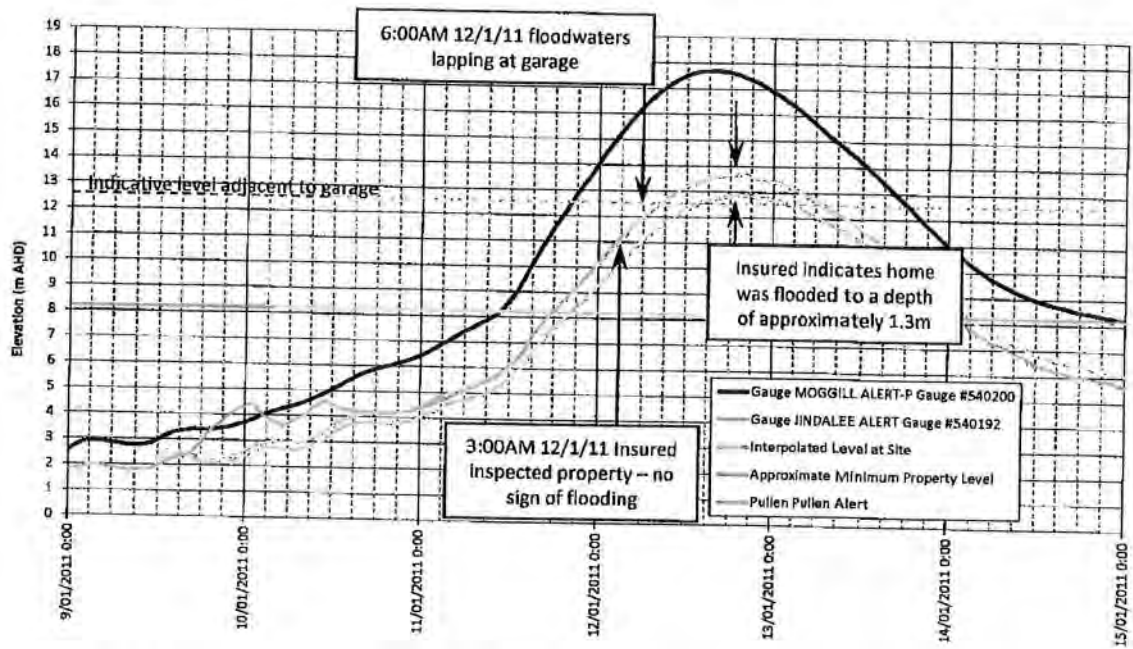 19
18
17
16
15
14
13
12
11
10
9
8
7
6
5
4
3
2
1
0
Elevation (m AHD)
6:00AM 12/1/11 floodwaters
lapping at garage
Indicative level adjacent to garage
Insured indicates home
was flooded to a depth
of approximately 1.3m
3:00AM 12/1/11 Insured
inspected property – no
sign of flooding
Gauge MOGGILL ALERT-P Gauge #540200
Gauge JINDALEE ALERT Gauge #540192
Interpolated Level at Site
Approximate Minimum Property Level
Pullen Pullen Alert
9/01/2011 0:00
10/01/2011 0:00
11/01/2011 0:00
12/01/2011 0:00
13/01/2011 0:00
14/01/2011 0:00
15/01/2011 0:00